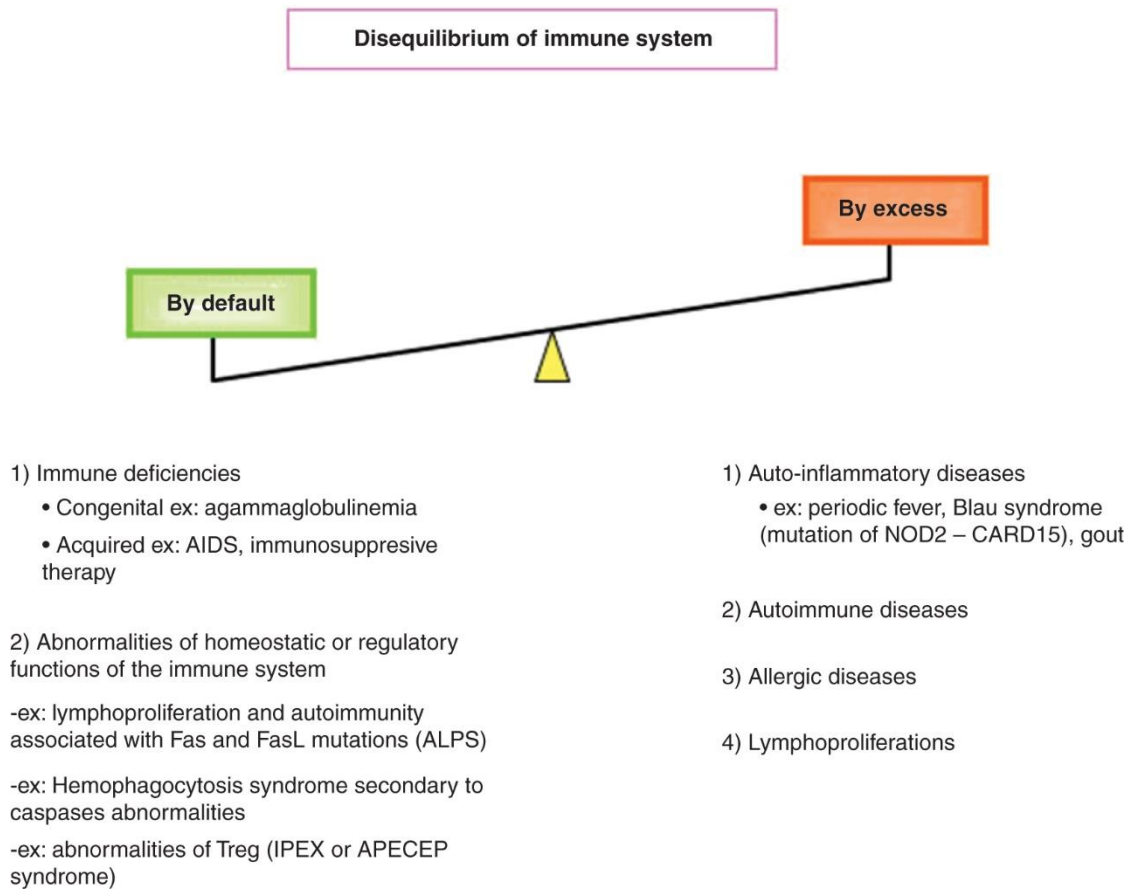 Disequilibrium of immune system
By excess
By default
1) Immune deficiencies
• Congenital ex: agammaglobulinemia
• Acquired ex: AIDS, immunosuppresive
therapy
2) Abnormalities of homeostatic or regulatory
functions of the immune system
-ex: lymphoproliferation and autoimmunity
associated with Fas and FasL mutations (ALPS)
-ex: Hemophagocytosis syndrome secondary to
caspases abnormalities
-ex: abnormalities of Treg (IPEX or APECEP
syndrome)
1) Auto-inflammatory diseases
• ex: periodic fever, Blau syndrome
(mutation of NOD2 – CARD15), gout
2) Autoimmune diseases
3) Allergic diseases
4) Lymphoproliferations